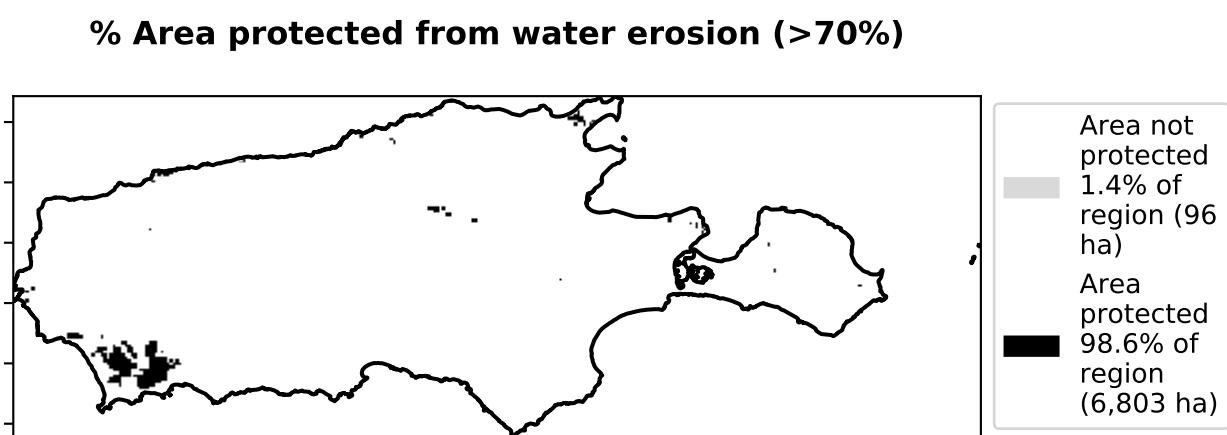 % Area protected from water erosion (>70%)
Area not
protected
1.4% of
region (96
ha)
Area
protected
98.6% of
region
(6,803 ha)